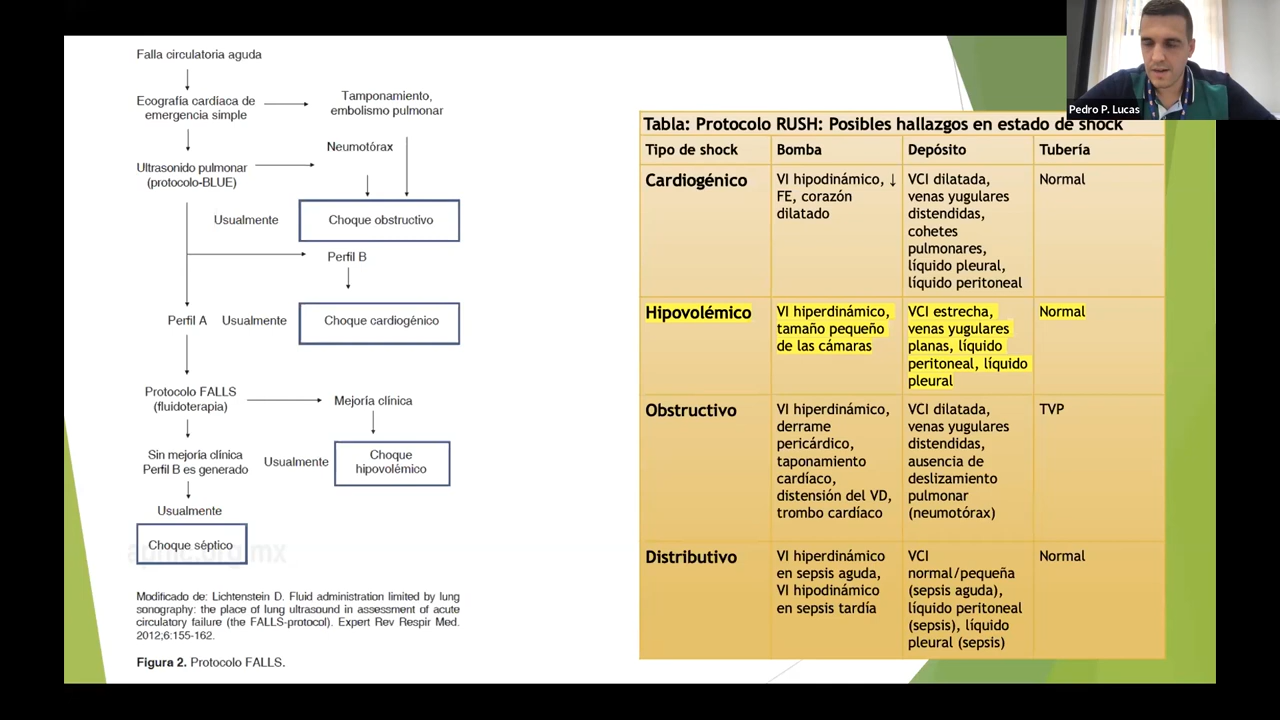 Falla circulatoria aguda
Ecografía cardíaca de
emergencia simple
Tamponamiento,
embolismo pulmonar
Neumotórax
Ultrasonido pulmonar
(protocolo-BLUE)
Usualmente
Choque obstructivo
Perfil B
Perfil A
Usualmente
Choque cardiogénico
Protocolo FALLS
(fluidoterapia)
Mejoría clínica
Sin mejoría clínica
Perfil B es generado
Usualmente
Choque
hipovolémico
Usualmente
Choque séptico
Modificado de: Lichtenstein D. Fluid administration limited by lung
sonography: the place of lung ultrasound in assessment of acute
circulatory failure (the FALLS-protocol). Expert Rev Respir Med.
2012;6:155-162.
Figura 2. Protocolo FALLS.
Pedro P. Lucas
Tabla: Protocolo RUSH: Posibles hallazgos en estado de shock
Tipo de shock
Bomba
Depósito
Tubería
Cardiogénico
VI hipodinámico, ↓
FE, corazón
dilatado
VCI dilatada,
venas yugulares
distendidas,
cohetes
pulmonares,
líquido pleural,
líquido peritoneal
Normal
Hipovolémico
VI hiperdinámico,
tamaño pequeño
de las cámaras
VCI estrecha,
venas yugulares
planas, líquido
peritoneal, líquido
pleural
Normal
Obstructivo
VI hiperdinámico,
derrame
pericárdico,
taponamiento
cardíaco,
distensión del VD,
trombo cardíaco
VCI dilatada,
venas yugulares
distendidas,
ausencia de
deslizamiento
pulmonar
(neumotórax)
TVP
Distributivo
VI hiperdinámico
en sepsis aguda,
VI hipodinámico
en sepsis tardía
VCI
normal/pequeña
(sepsis aguda),
líquido peritoneal
(sepsis), líquido
pleural (sepsis)
Normal